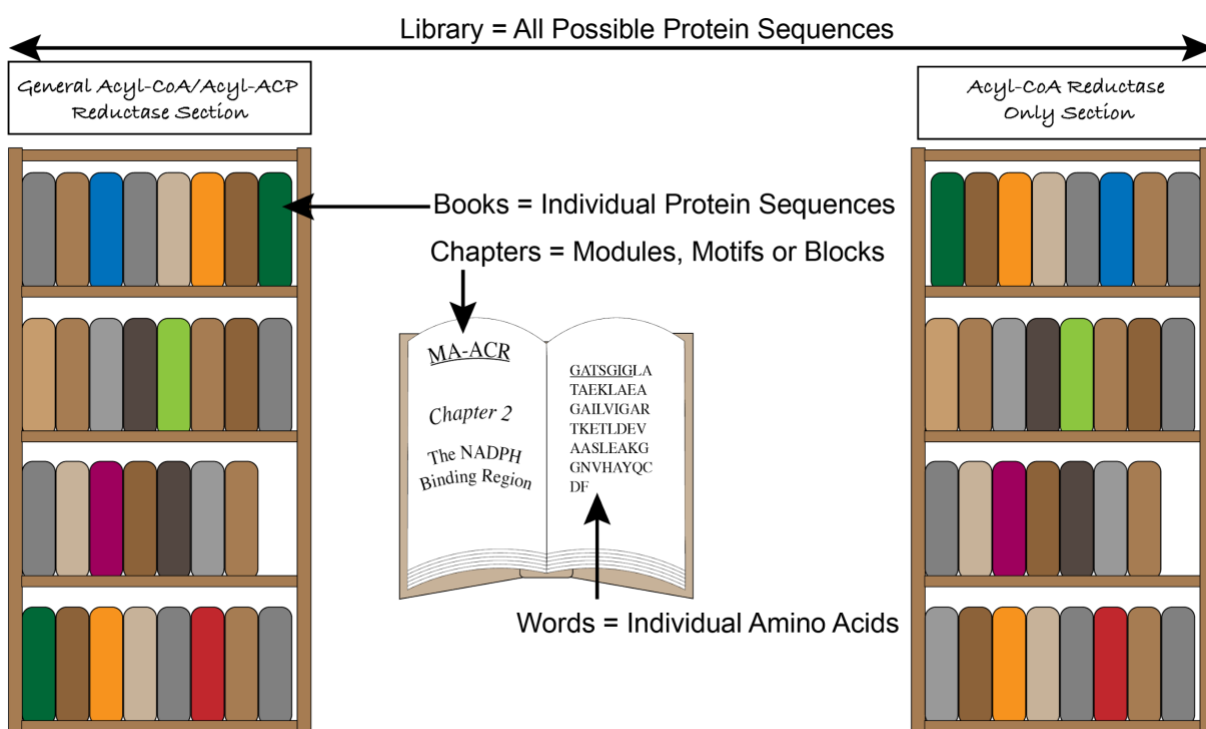 Library = All Possible Protein Sequences
General Acyl-CoA/Acyl-ACP
Reductase Section
Acyl-CoA Reductase
Only Section
Books = Individual Protein Sequences
Chapters = Modules, Motifs or Blocks
MA-ACR
Chapter 2
The NADPH
Binding Region
GATSGIGLA
TAEKLAEA
GAILVIGAR
TKETLDEV
AASLEAKG
GNVHAYQC
DF
Words = Individual Amino Acids